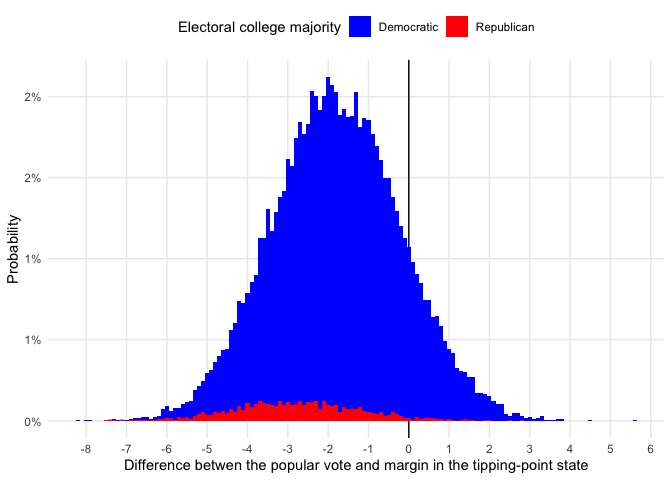 Electoral college majority Democratic Republican
2%
2%
1%
1%
0%
Probability
-8 -7 -6 -5 -4 -3 -2 -1 0 1 2 3 4 5 6
Difference betwen the popular vote and margin in the tipping-point state